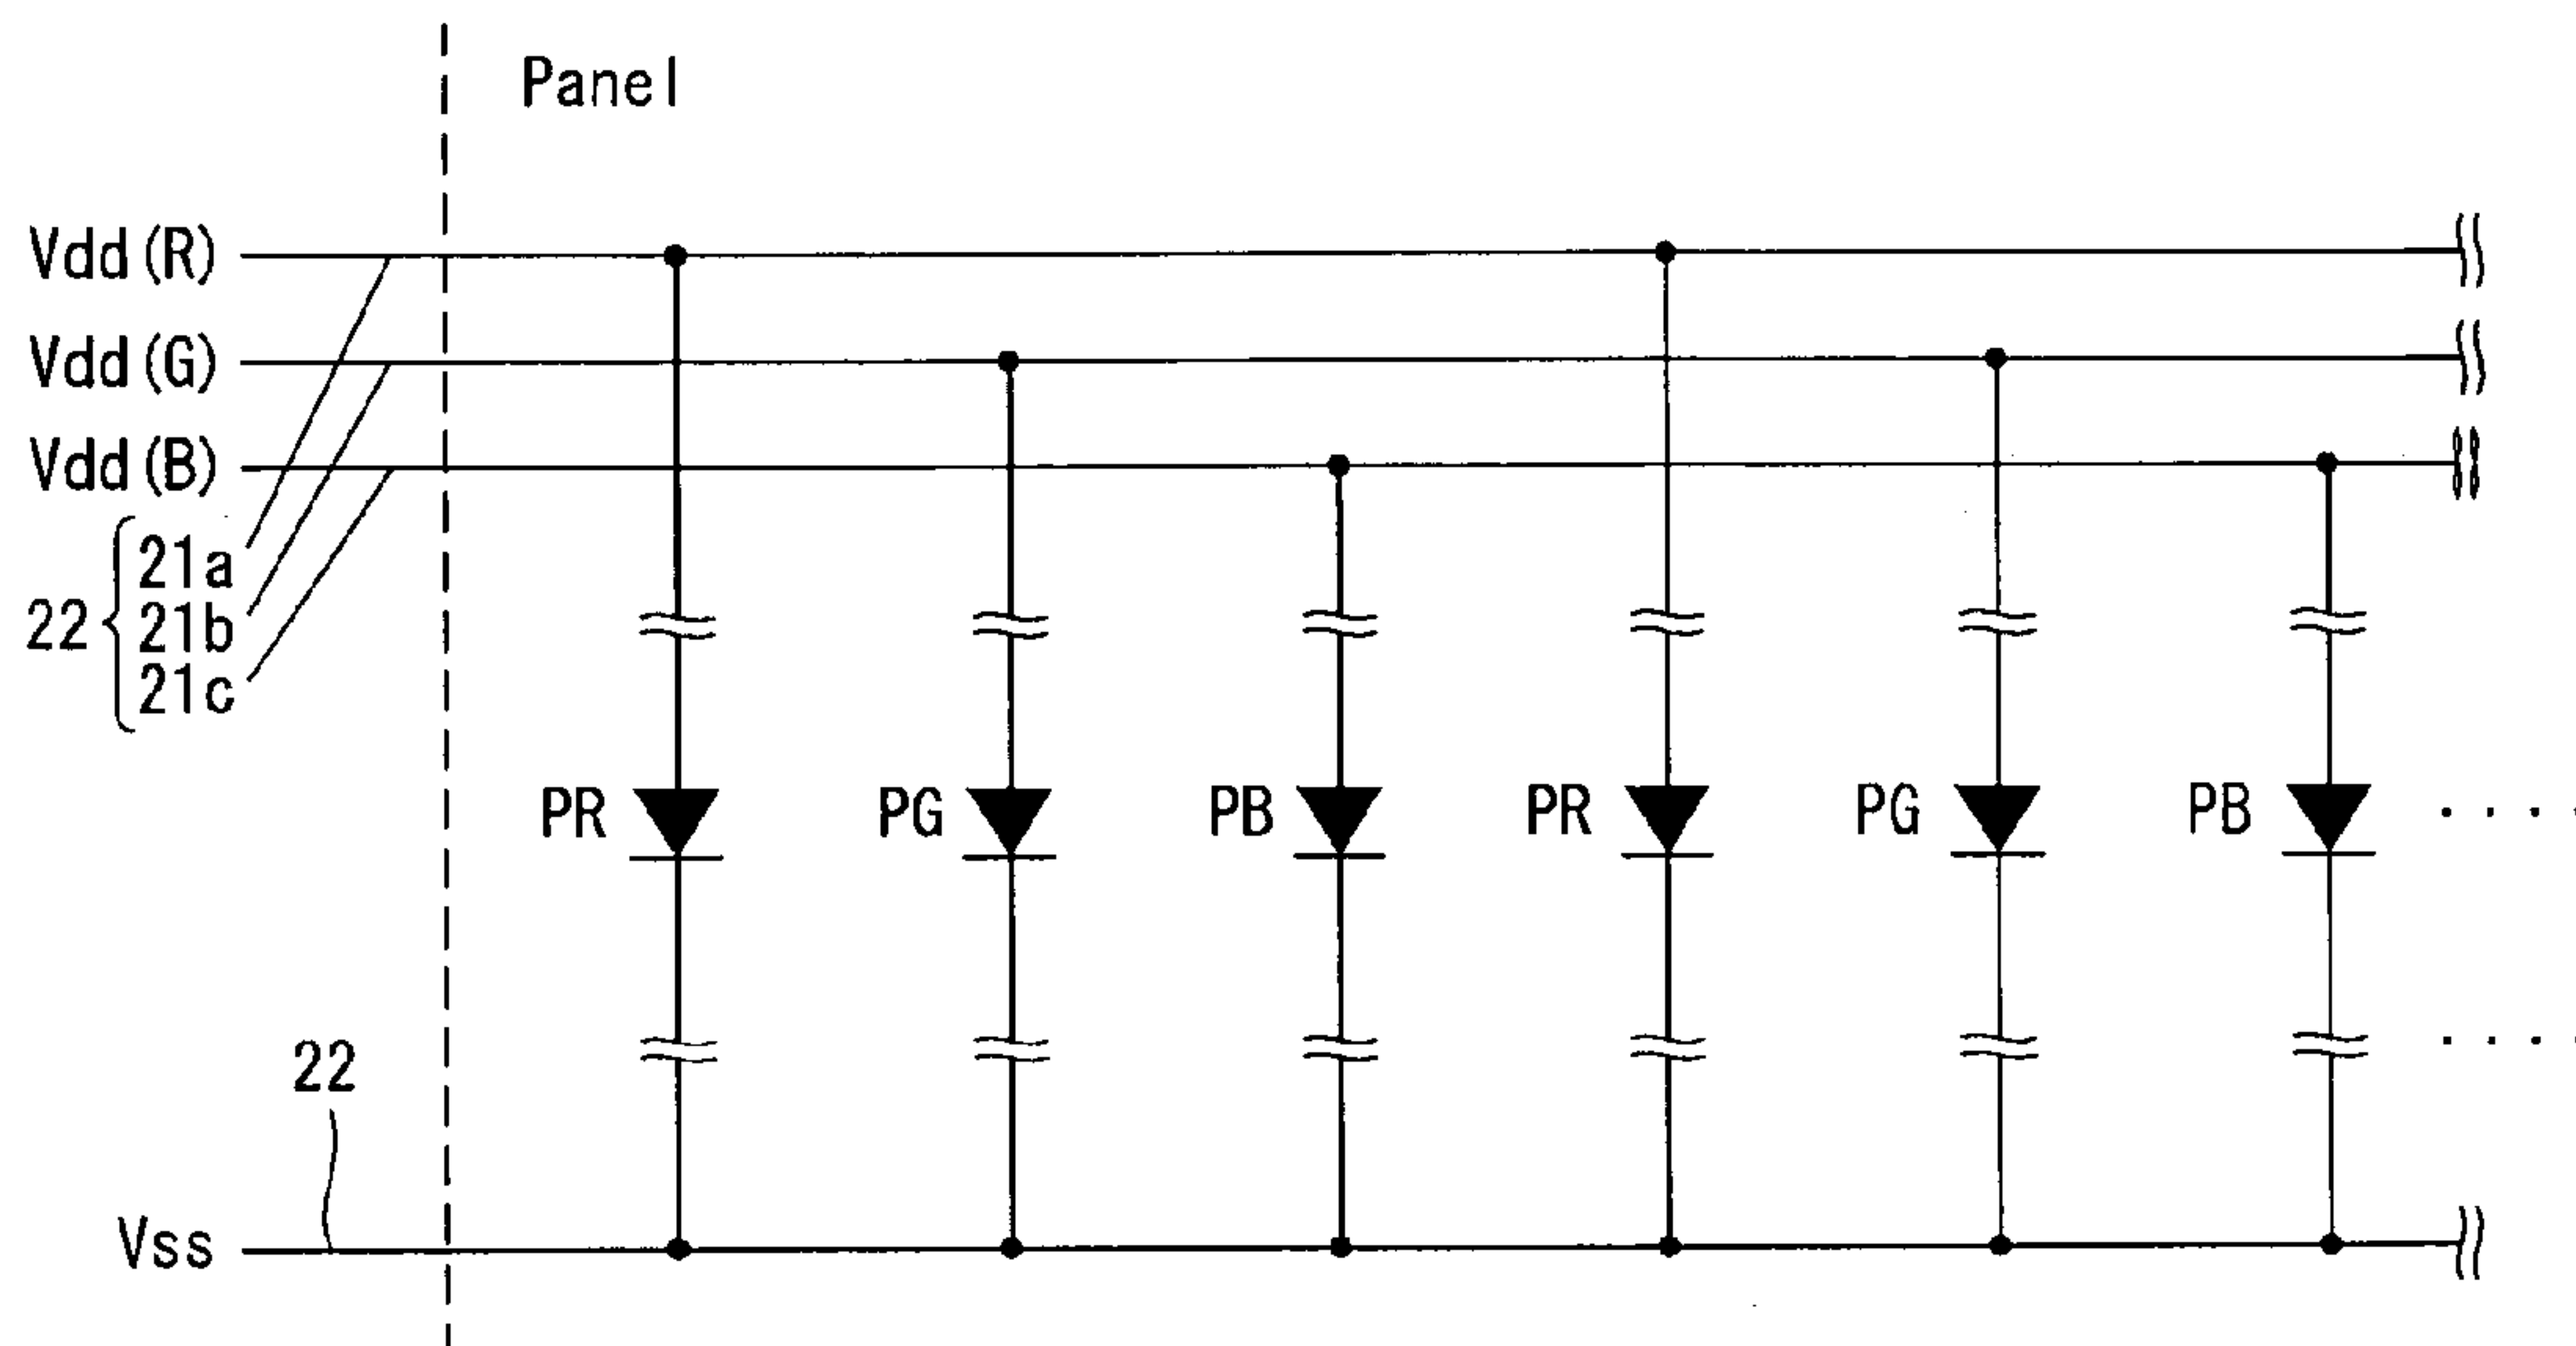 Panel
Vdd(R)
Vdd(G)
Vdd(B)
21a
22 21b
21c
PR PG PB PR PG PB ....
....
22
Vss